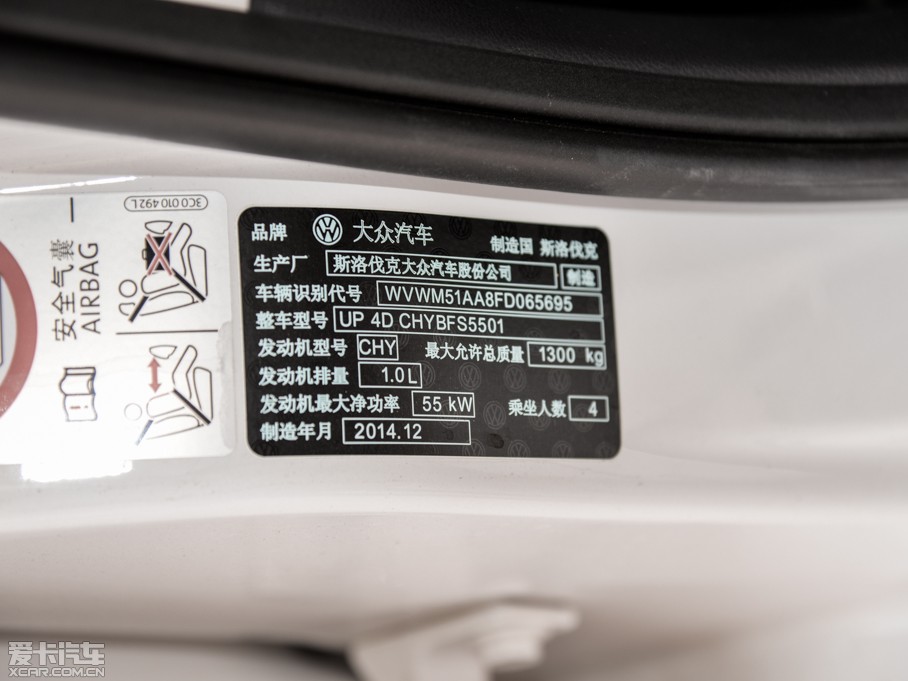 3C0 010 492 L
安全气囊
AIRBAG
品牌 大众汽车 制造国 斯洛伐克
生产厂 斯洛伐克大众汽车股份公司 制造
车辆识别代号 WVWM51AA8FD065695
整车型号 UP 4D CHYBFS5501
发动机型号 CHY 最大允许总质量 1300 kg
发动机排量 1.0L
发动机最大净功率 55 kW 乘坐人数 4
制造年月 2014.12
爱卡汽车
XCAR.COM.CN